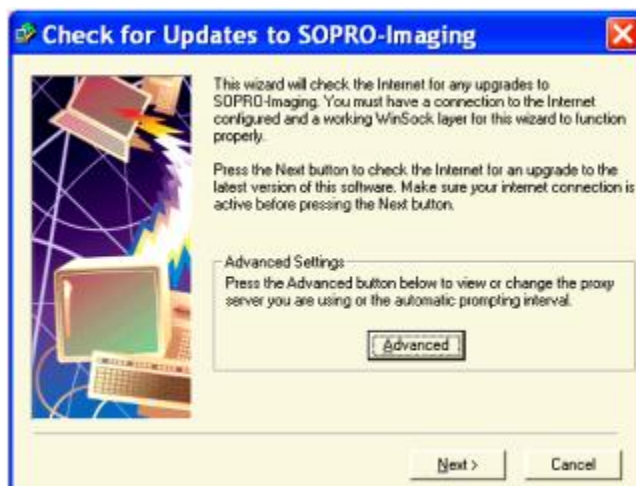 Check for Updates to SOPRO-Imaging
This wizard will check the Internet for any upgrades to
SOPRO-Imaging. You must have a connection to the Internet
configured and a working WinSock layer for this wizard to function
properly.
Press the Next button to check the Internet for an upgrade to the
latest version of this software. Make sure your internet connection is
active before pressing the Next button.
Advanced Settings
Press the Advanced button below to view or change the proxy
server you are using or the automatic prompting interval.
Advanced
Next >
Cancel